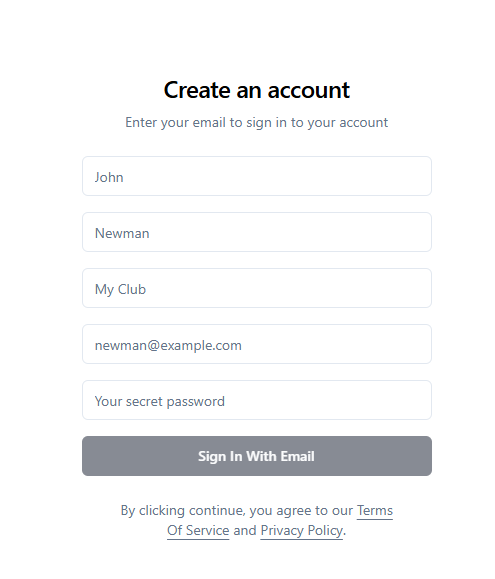 Create an account
Enter your email to sign in to your account
John
Newman
My Club
newman@example.com
Your secret password
Sign In With Email
By clicking continue, you agree to our Terms
Of Service and Privacy Policy.